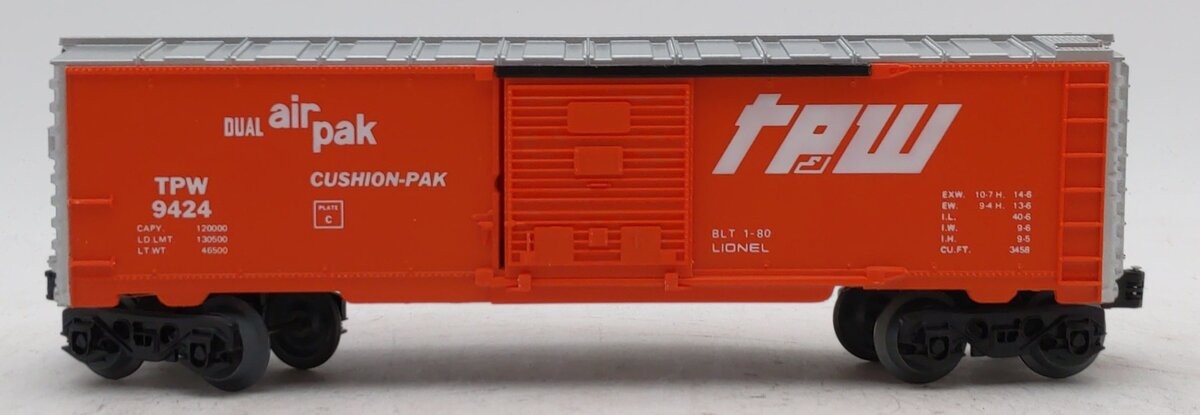 DUAL air pak
CUSHION-PAK
TPW
9424
PLATE
C
CAPY. 120000
LD LMT 130500
LT. WT. 46500
TP&W
BLT 1-80
LIONEL
EXW. 10-7 H. 14-6
EW. 9-4 H. 13-6
I.L. 40-6
I.W. 9-6
I.H. 9-5
CU.FT. 3458